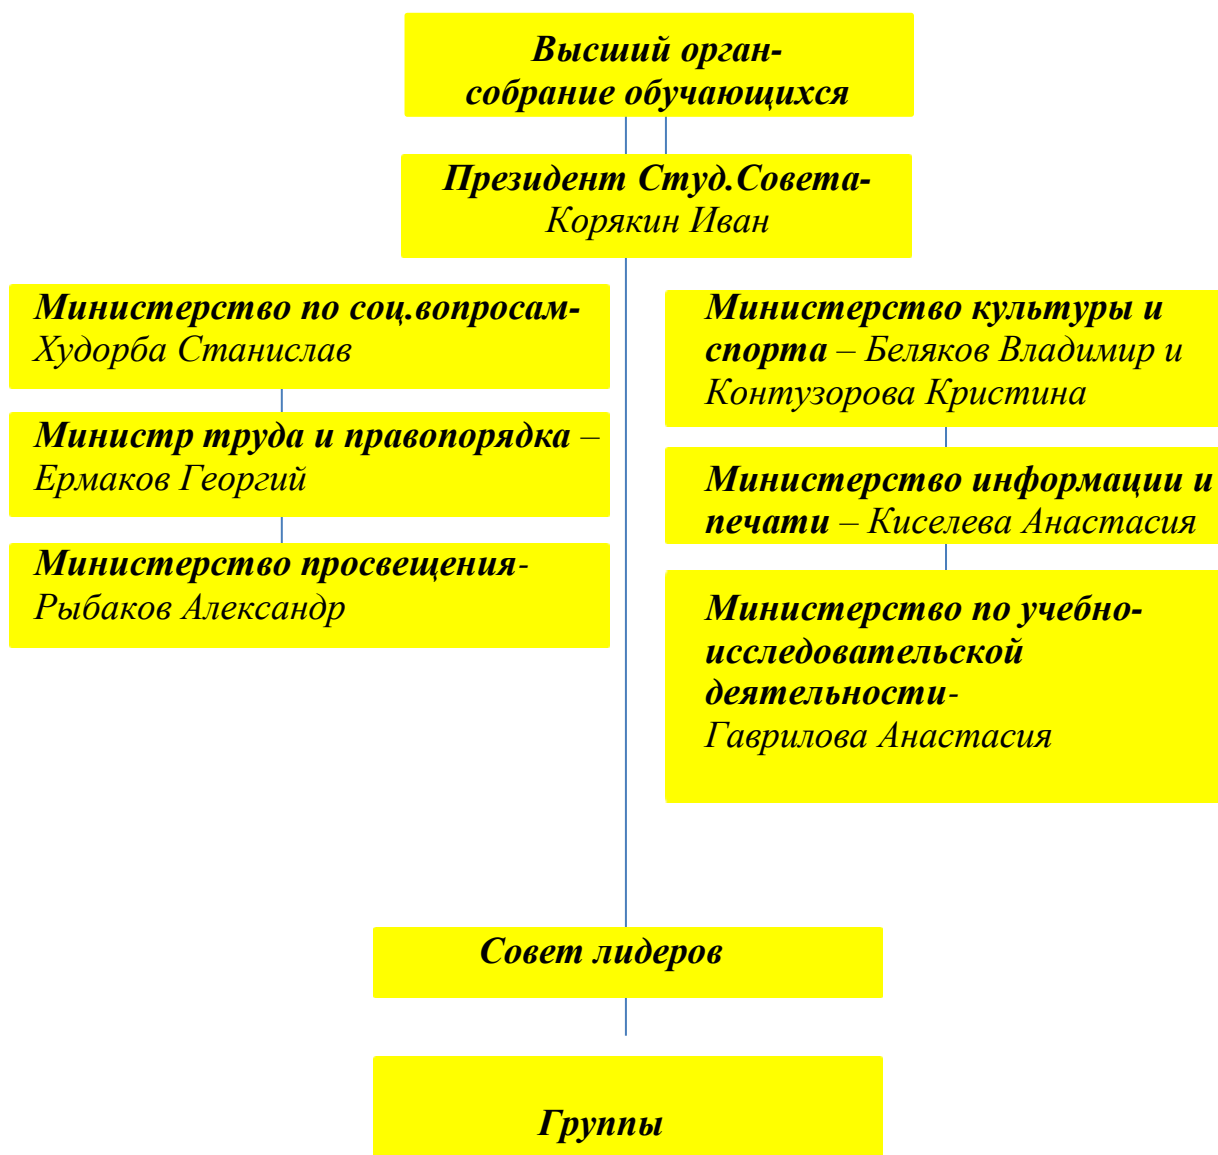 Высший орган-
собрание обучающихся
Президент Студ.Совета-
Корякин Иван
Министерство по соц.вопросам-
Худорба Станислав
Министр труда и правопорядка –
Ермаков Георгий
Министерство просвещения-
Рыбаков Александр
Министерство культуры и
спорта – Беляков Владимир и
Контузорова Кристина
Министерство информации и
печати – Киселева Анастасия
Министерство по учебно-
исследовательской
деятельности-
Гаврилова Анастасия
Совет лидеров
Группы